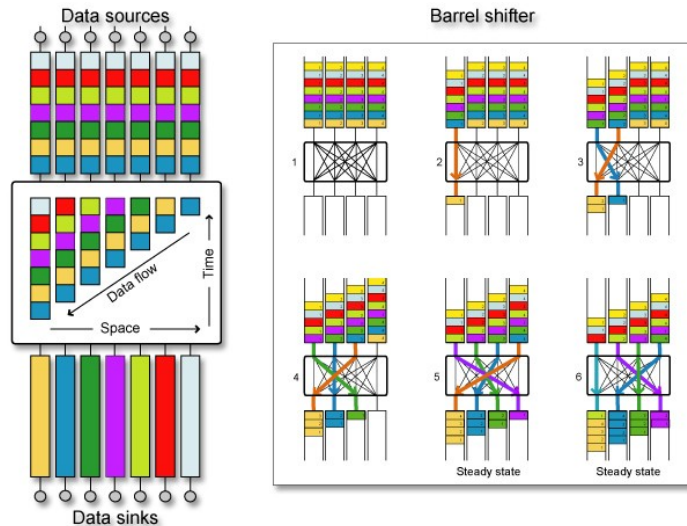 Data sources
Barrel shifter
1
2
3
Data flow
Time
Space
4
5
6
Steady state
Steady state
Data sinks